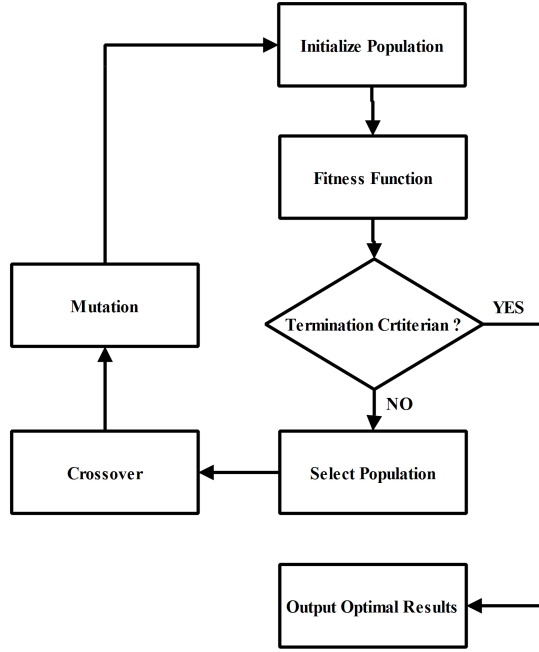 Initialize Population
Fitness Function
Mutation
Termination Crtiterian ?
YES
NO
Crossover
Select Population
Output Optimal Results